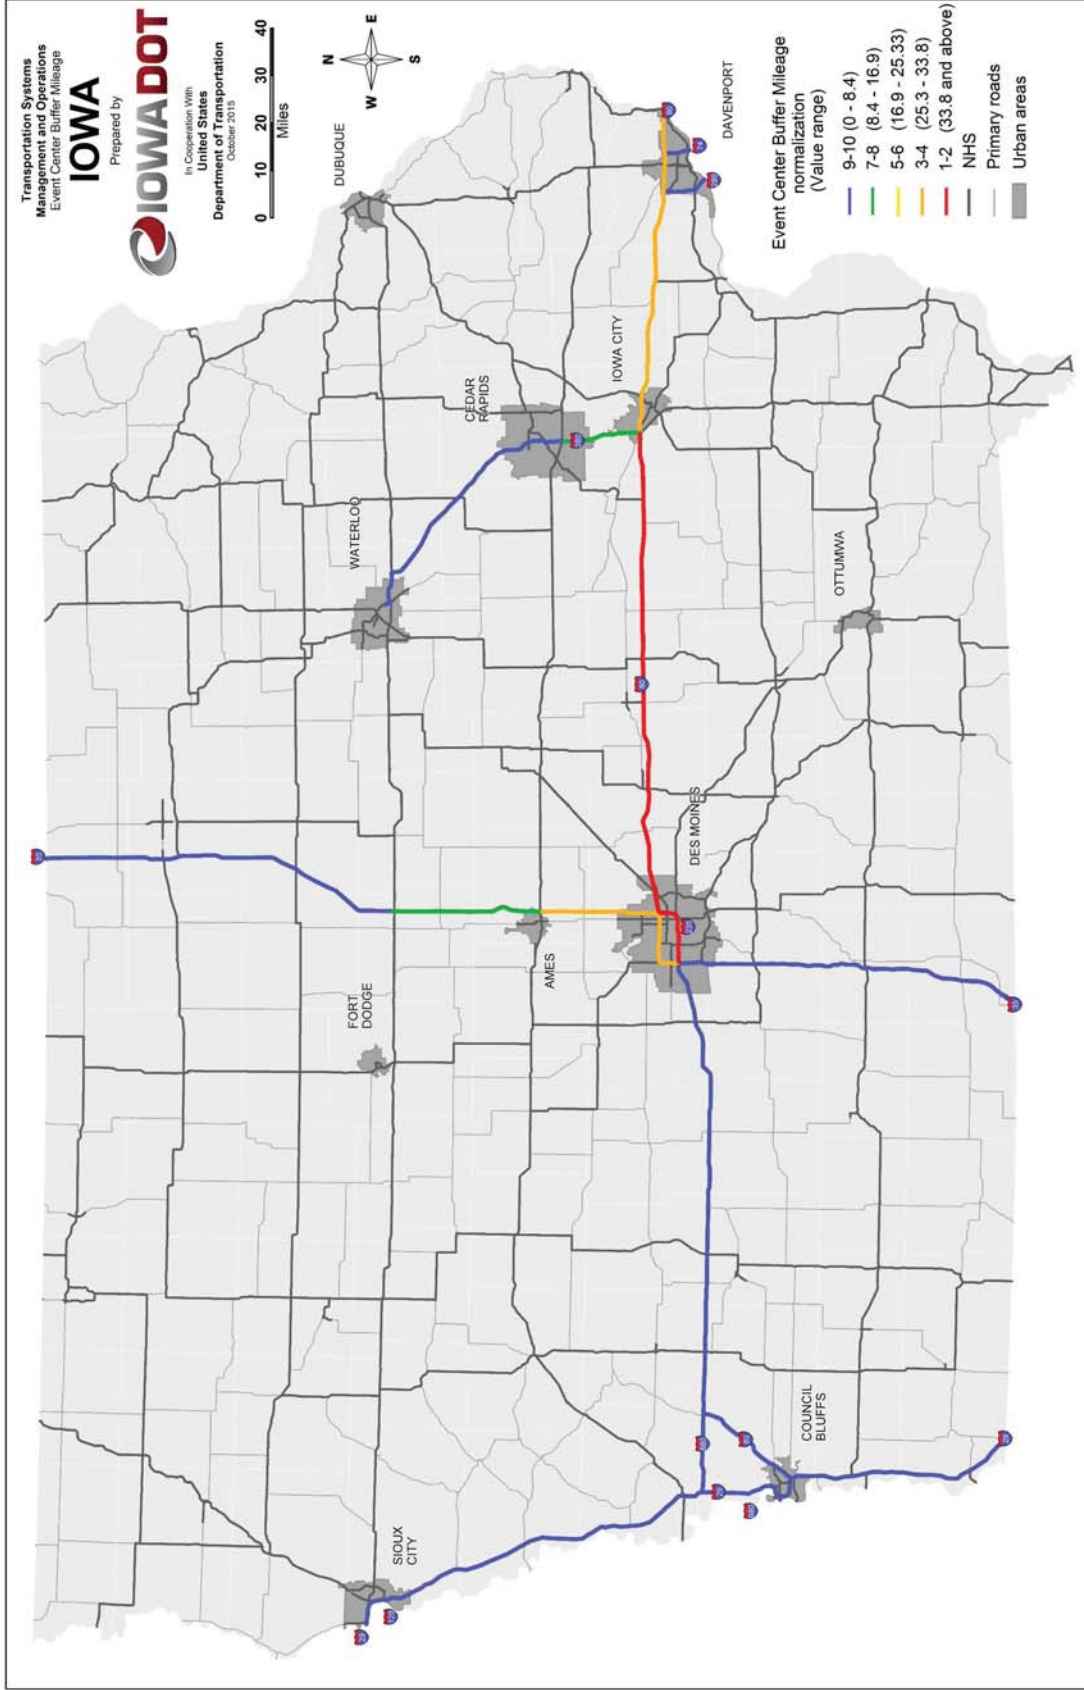 Transportation Systems
Management and Operations
Event Center Buffer Mileage
IOWA
Prepared by
IOWADOT
In Cooperation With
United States
Department of Transportation
October 2015
0 10 20 30 40
Miles
N
W E
S
DUBUQUE
WATERLOO
FORT
DODGE
SIOUX
CITY
CEDAR
RAPIDS
AMES
IOWA CITY
DAVENPORT
DES MOINES
COUNCIL
BLUFFS
OTTUMWA
Event Center Buffer Mileage
normalization
(Value range)
9-10 (0 - 8.4)
7-8 (8.4 - 16.9)
5-6 (16.9 - 25.33)
3-4 (25.3 - 33.8)
1-2 (33.8 and above)
NHS
Primary roads
Urban areas